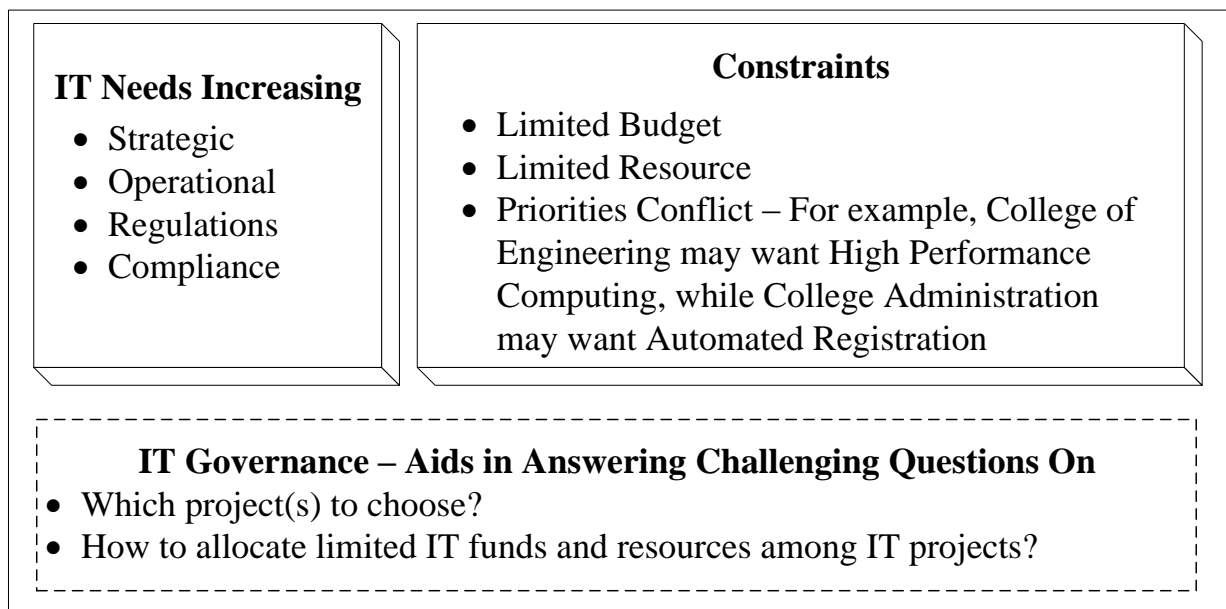 IT Needs Increasing
• Strategic
• Operational
• Regulations
• Compliance
Constraints
• Limited Budget
• Limited Resource
• Priorities Conflict – For example, College of
Engineering may want High Performance
Computing, while College Administration
may want Automated Registration
IT Governance – Aids in Answering Challenging Questions On
• Which project(s) to choose?
• How to allocate limited IT funds and resources among IT projects?